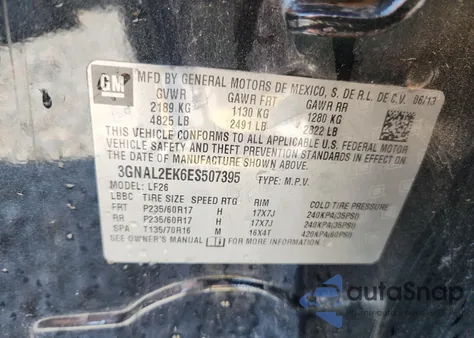 GM
MFD BY GENERAL MOTORS DE MEXICO, S. DE R.L. DE C.V. 06/13
GVWR GAWR FRT GAWR RR
2189 KG 1130 KG 1280 KG
4825 LB 2491 LB 2822 LB
THIS VEHICLE CONFORMS TO ALL APPLICABLE U.S. FEDERAL MOTOR
VEHICLE SAFETY AND THEFT PREVENTION STANDARDS IN EFFECT ON THE
DATE OF MANUFACTURE SHOWN ABOVE.
3GNAL2EK6ES507395 TYPE: M.P.V.
MODEL: LF26
LBBC TIRE SIZE SPEED RTG RIM COLD TIRE PRESSURE
FRT P235/60R17 H 17X7J 240KPA(35PSI)
RR P235/60R17 H 17X7J 240KPA(35PSI)
SPA T135/70R16 M 16X4T 420KPA(60PSI)
SEE OWNER'S MANUAL FOR MORE INFORMATION.
autoSnap